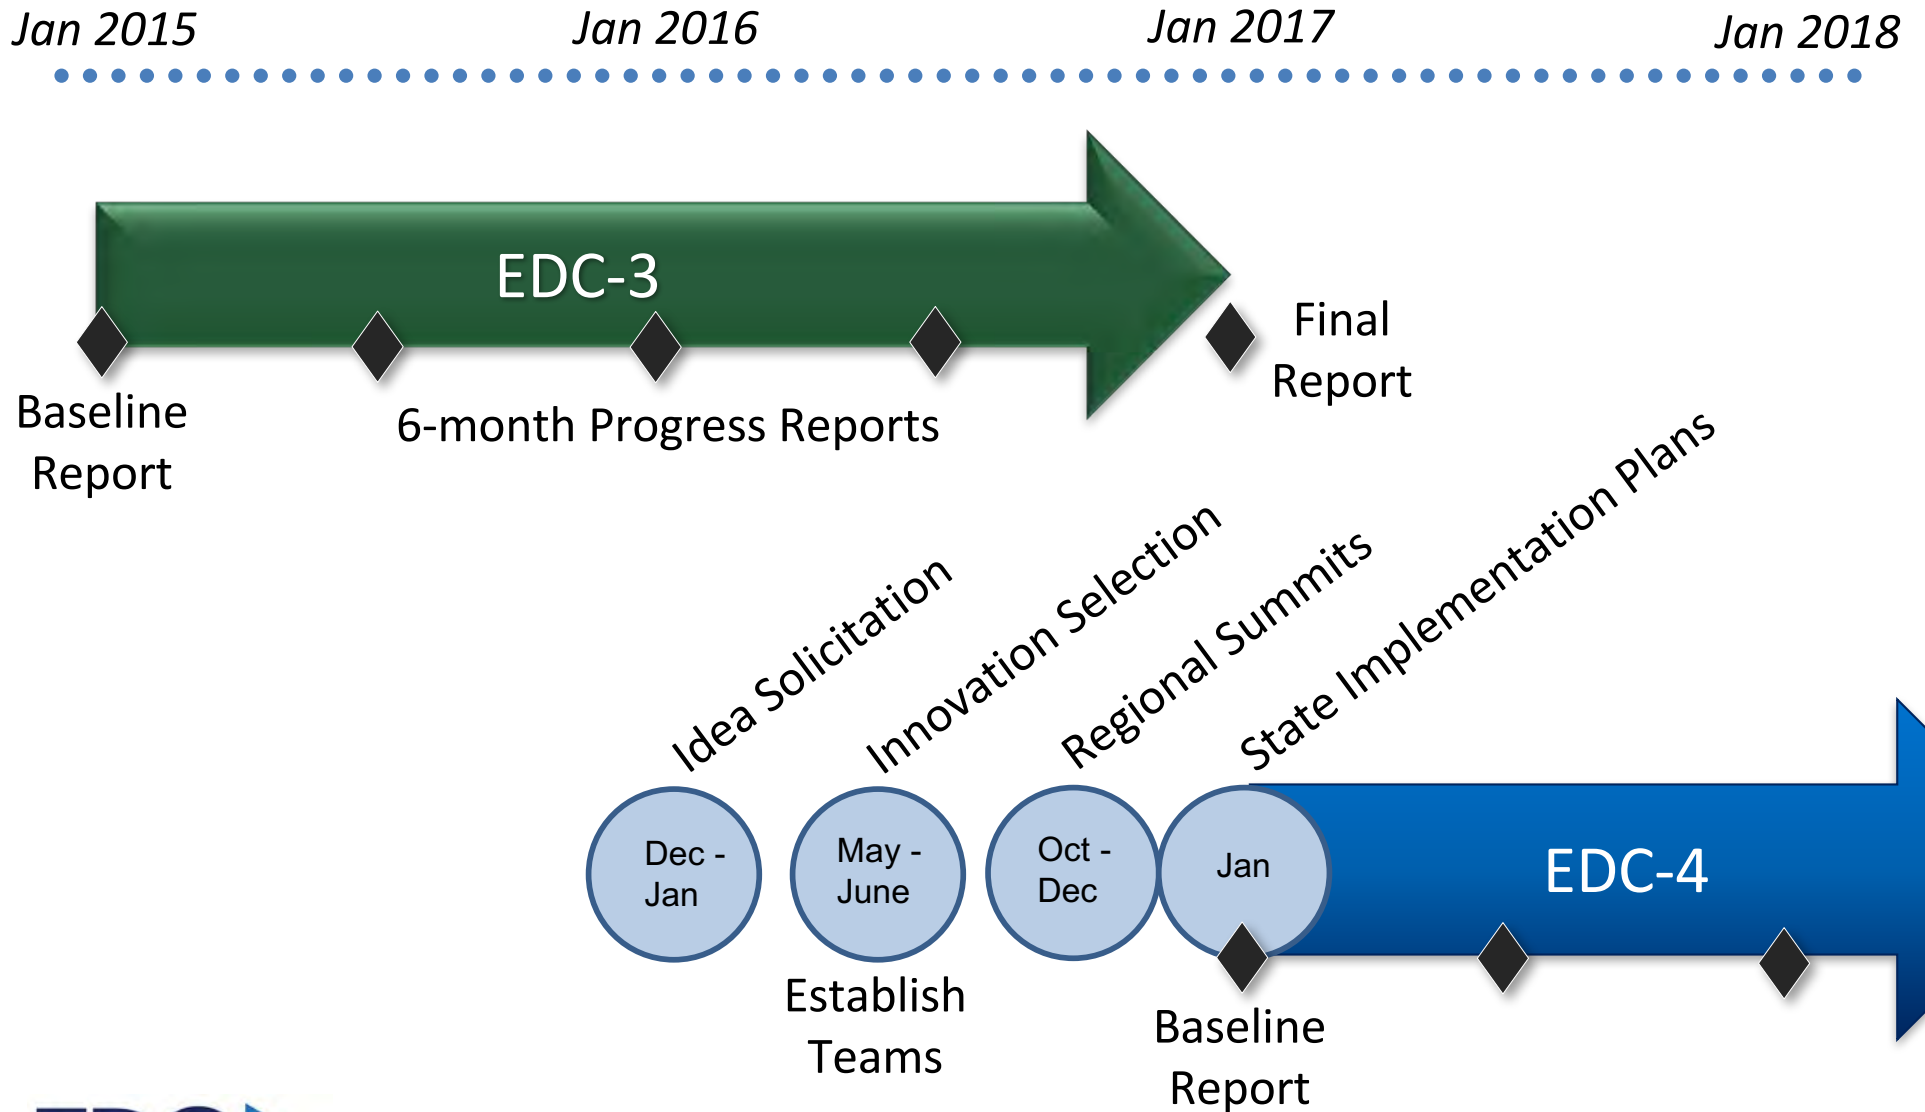 Jan 2015
Jan 2016
Jan 2017
Jan 2018
EDC-3
Baseline
Report
6-month Progress Reports
Final
Report
Idea Solicitation
Innovation Selection
Regional Summits
State Implementation Plans
Dec -
Jan
May -
June
Oct -
Dec
Jan
EDC-4
Establish
Teams
Baseline
Report